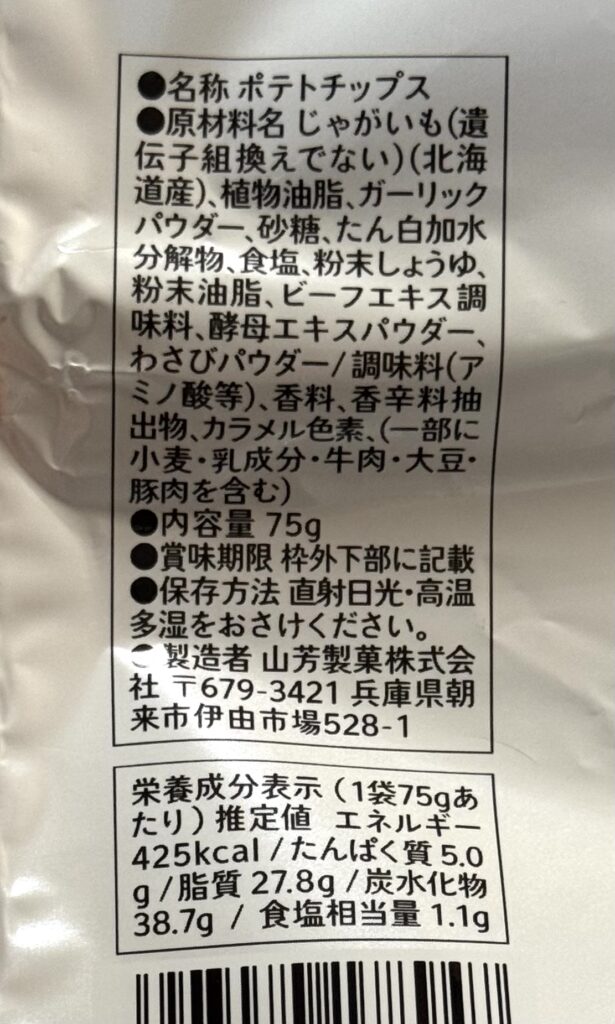 ●名称 ポテトチップス
●原材料名 じゃがいも(遺
伝子組換えでない)(北海
道産)、植物油脂、ガーリック
パウダー、砂糖、たん白加水
分解物、食塩、粉末しょうゆ、
粉末油脂、ビーフエキス調
味料、酵母エキスパウダー、
わさびパウダー/調味料(ア
ミノ酸等)、香料、香辛料抽
出物、カラメル色素、(一部に
小麦・乳成分・牛肉・大豆・
豚肉を含む)
●内容量 75g
●賞味期限 枠外下部に記載
●保存方法 直射日光・高温
多湿をおさけください。
●製造者 山芳製菓株式会
社 〒679-3421 兵庫県朝
来市伊由市場528-1
栄養成分表示(1袋75gあ
たり)推定値 エネルギー
425kcal/たんぱく質5.0
g/脂質27.8g/炭水化物
38.7g / 食塩相当量1.1g